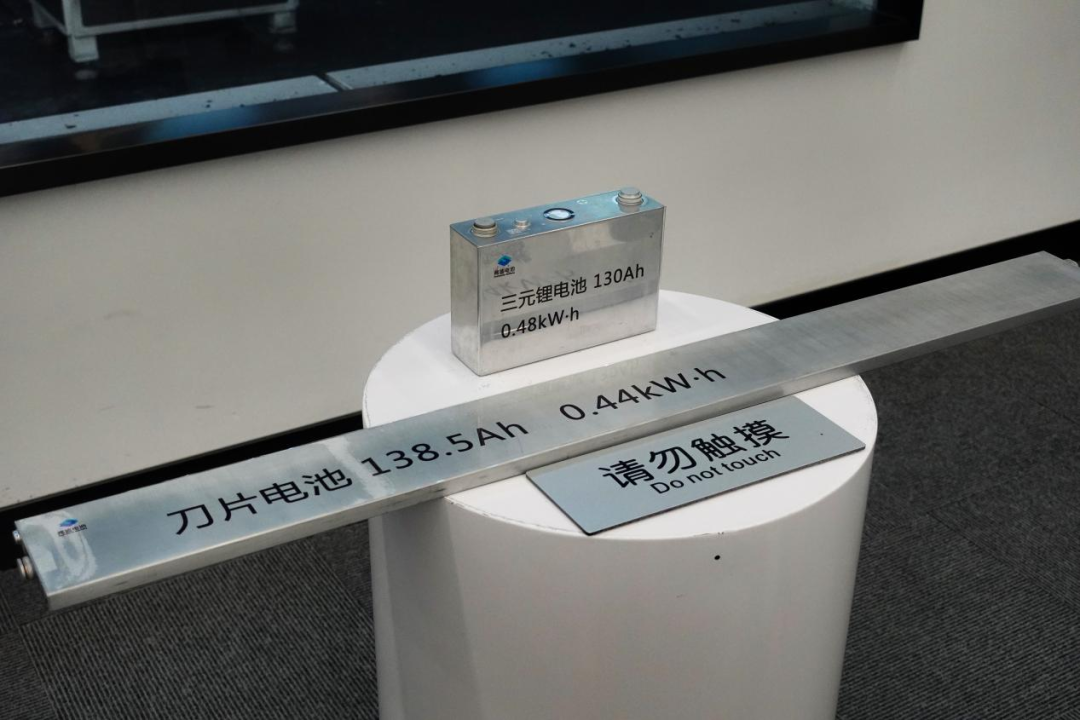 三元锂电池 130Ah
0.48kW·h
刀片电池 138.5Ah 0.44kW·h
请勿触摸
Do not touch